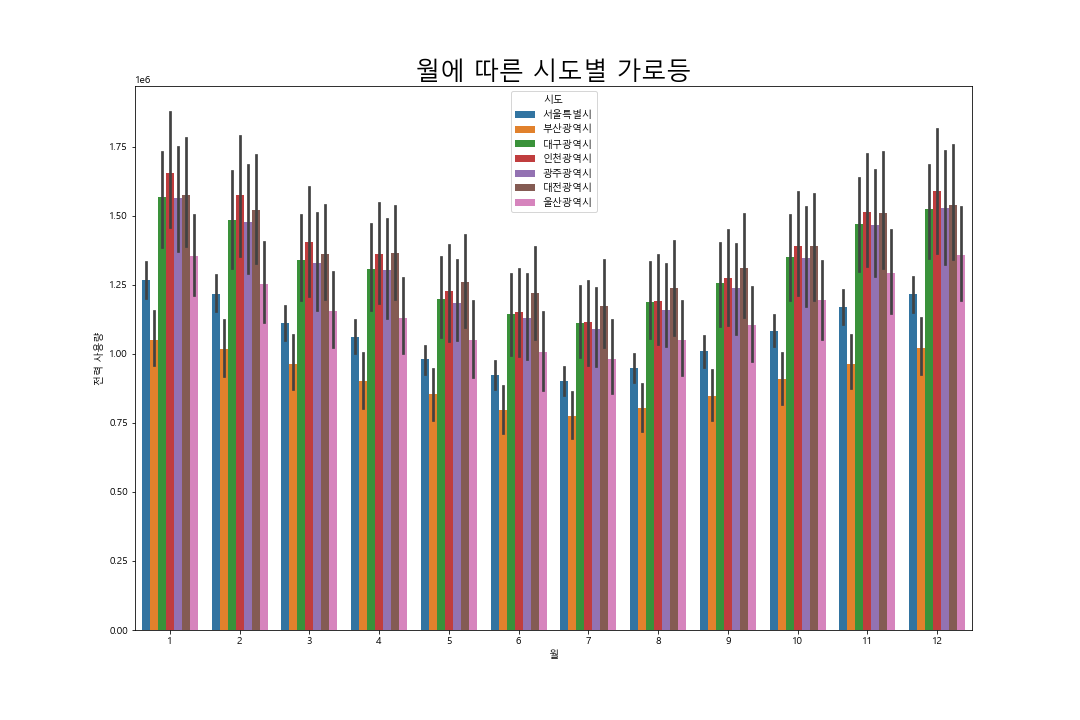 월에 따른 시도별 가로등
1e6
시도
서울특별시
부산광역시
대구광역시
인천광역시
광주광역시
대전광역시
울산광역시
1.75
1.50
1.25
1.00
0.75
0.50
0.25
0.00
전력 사용량
1 2 3 4 5 6 7 8 9 10 11 12
월